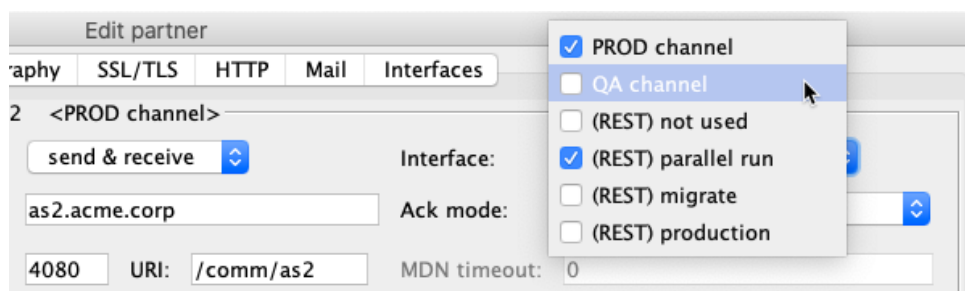 Edit partner
PROD channel
raphy SSL/TLS HTTP Mail Interfaces
QA channel
2 <PROD channel>
(REST) not used
send & receive Interface:
(REST) parallel run
(REST) migrate
as2.acme.corp Ack mode:
(REST) production
4080 URI: /comm/as2 MDN timeout: 0